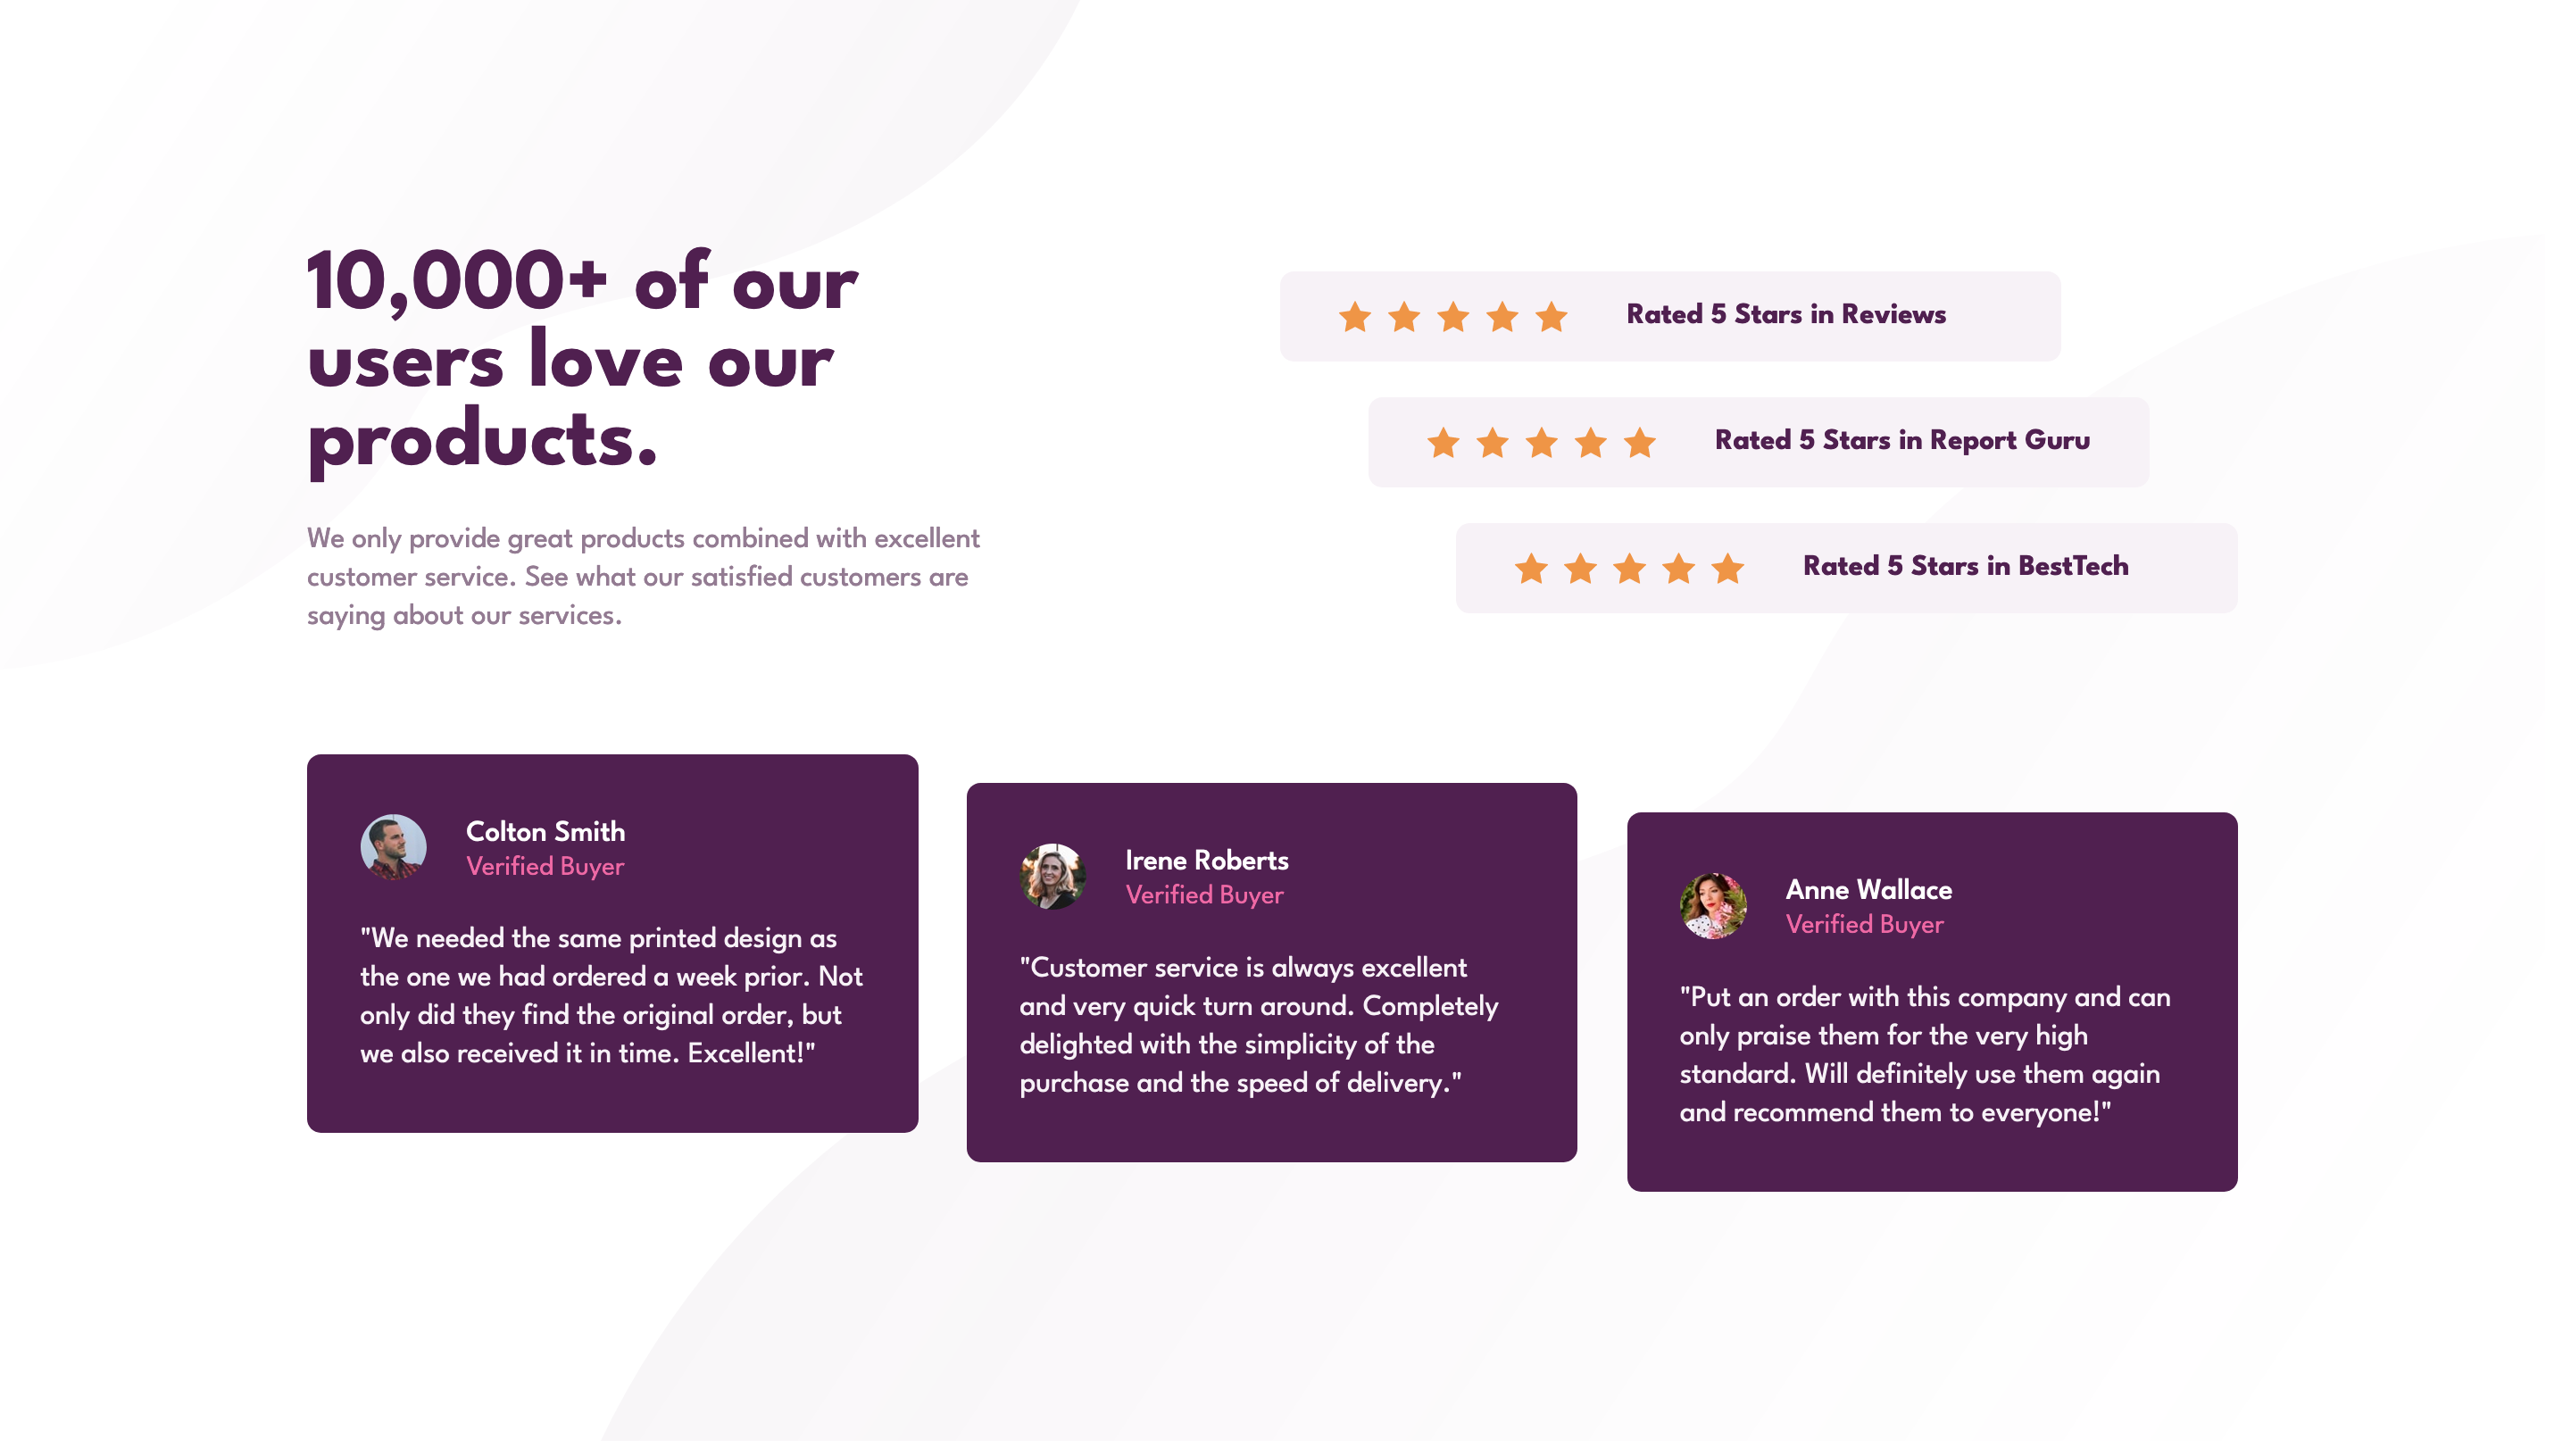 10,000+ of our
users love our
products.
We only provide great products combined with excellent
customer service. See what our satisfied customers are
saying about our services.
Rated 5 Stars in Reviews
Rated 5 Stars in Report Guru
Rated 5 Stars in BestTech
Colton Smith
Verified Buyer
"We needed the same printed design as
the one we had ordered a week prior. Not
only did they find the original order, but
we also received it in time. Excellent!"
Irene Roberts
Verified Buyer
"Customer service is always excellent
and very quick turn around. Completely
delighted with the simplicity of the
purchase and the speed of delivery."
Anne Wallace
Verified Buyer
"Put an order with this company and can
only praise them for the very high
standard. Will definitely use them again
and recommend them to everyone!"